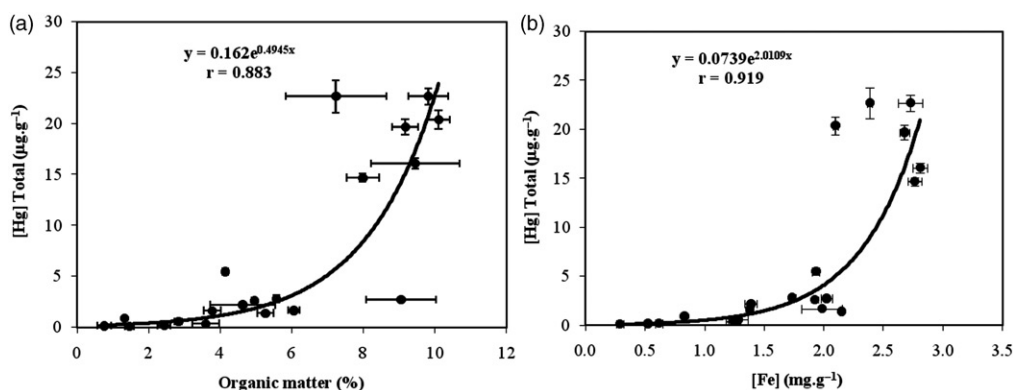 (a)
30
25
20
15
10
5
0
[Hg] Total (µg.g⁻¹)
y = 0.162e^0.4945x
r = 0.883
0 2 4 6 8 10 12
Organic matter (%)
(b)
30
25
20
15
10
5
0
[Hg] Total (µg.g⁻¹)
y = 0.0739e^2.0109x
r = 0.919
0.0 0.5 1.0 1.5 2.0 2.5 3.0 3.5
[Fe] (mg.g⁻¹)